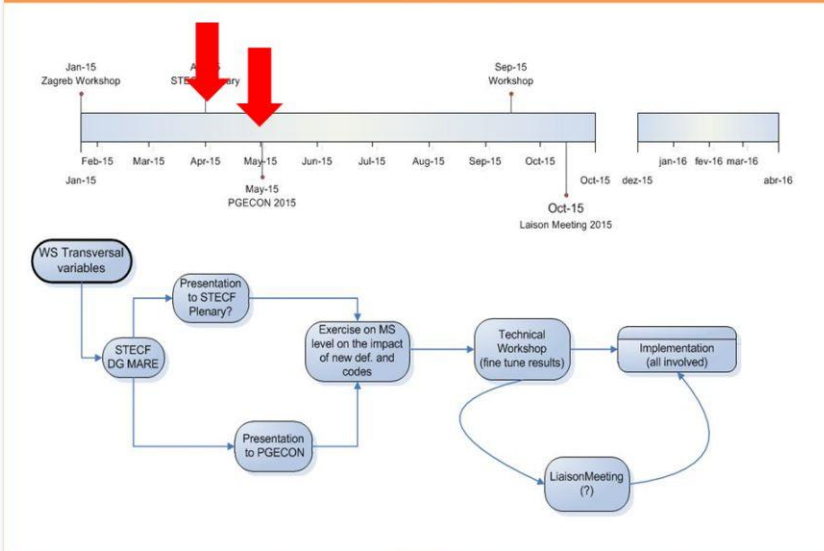 Jan-15
Zagreb Workshop
Sep-15
Workshop
Feb-15 Mar-15 Apr-15 May-15 Jun-15 Jul-15 Aug-15 Sep-15 Oct-15
Jan-15
Oct-15
jan-16 fev-16 mar-16
dez-15
abr-16
May-15
PGECON 2015
Oct-15
Laison Meeting 2015
WS Transversal
variables
Presentation
to STECF
Plenary?
STECF
DG MARE
Exercise on MS
level on the impact
of new def. and
codes
Technical
Workshop
(fine tune results)
Implementation
(all involved)
Presentation
to PGECON
LiaisonMeeting
(?)